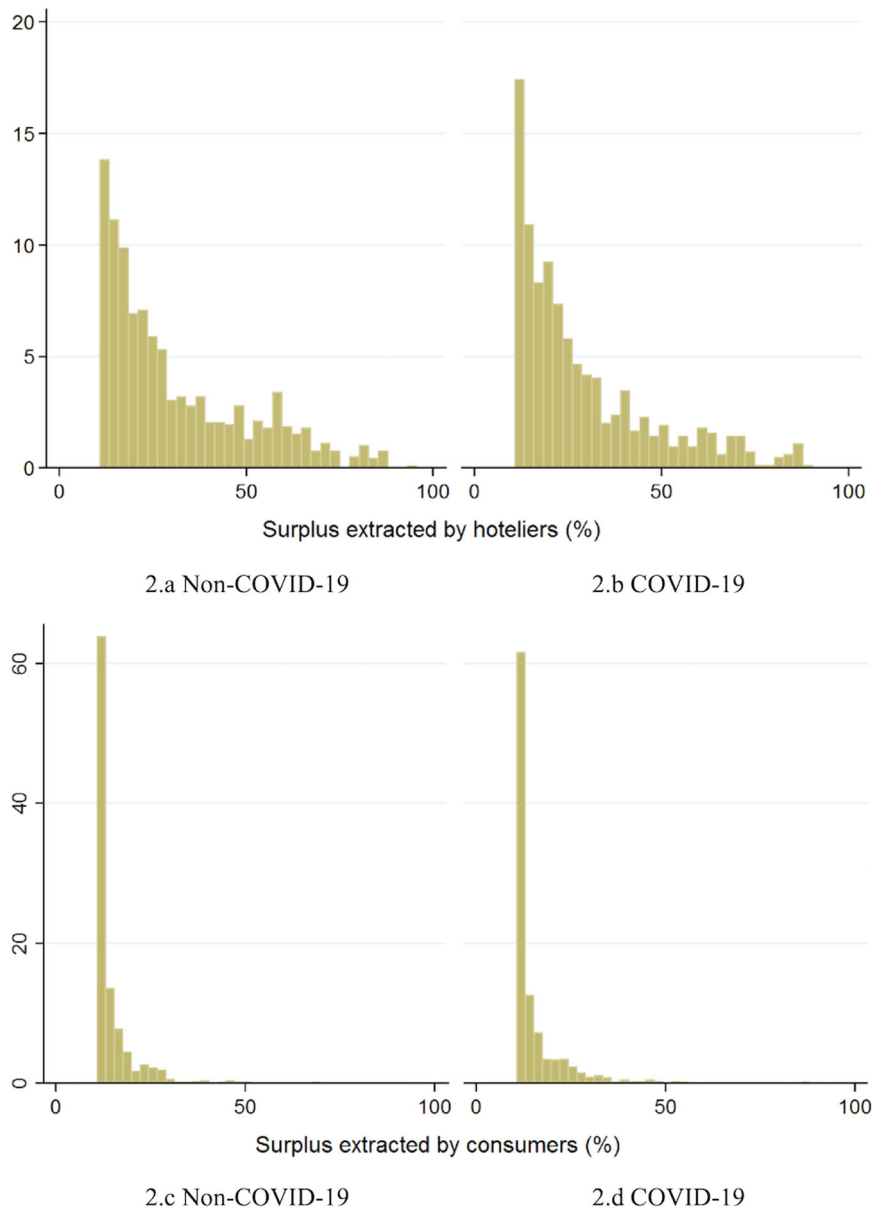 20
15
10
5
0
0 50 100 0 50 100
Surplus extracted by hoteliers (%)
2.a Non-COVID-19 2.b COVID-19
60
40
20
0
0 50 100 0 50 100
Surplus extracted by consumers (%)
2.c Non-COVID-19 2.d COVID-19